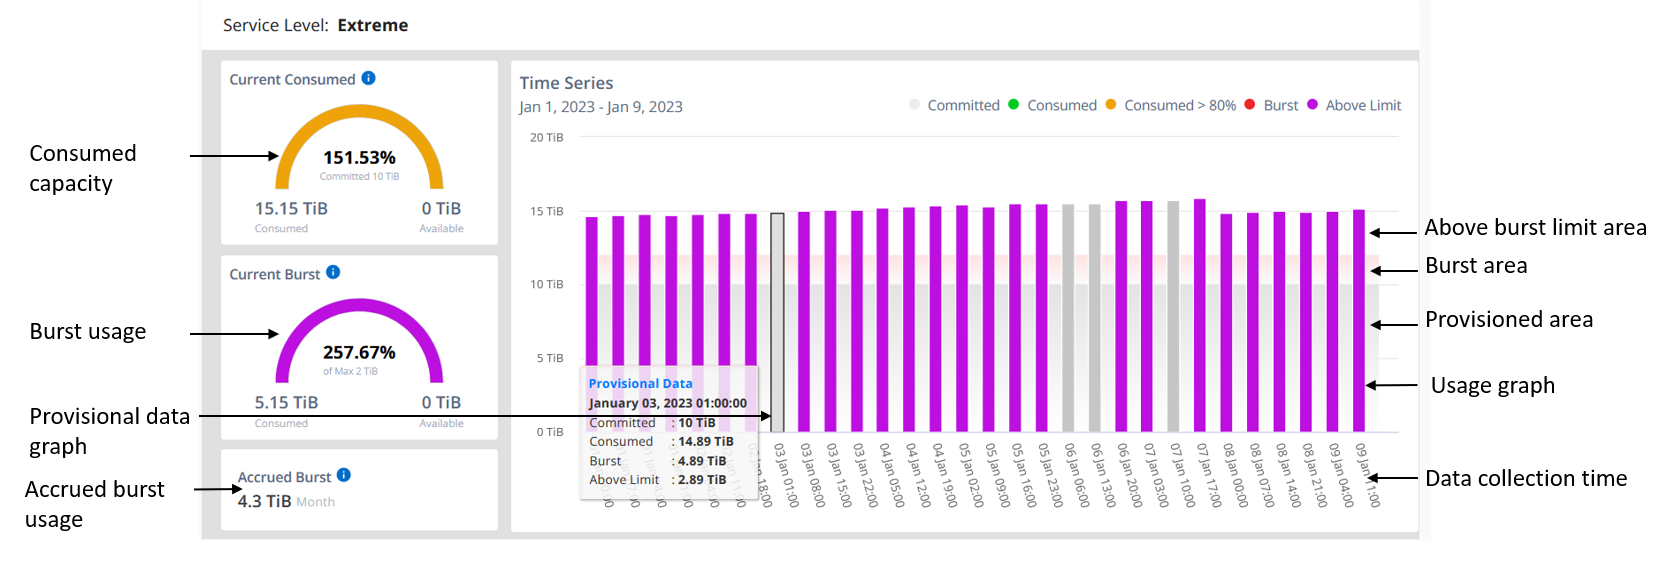 Service Level: Extreme
Current Consumed
151.53%
Committed 10 TiB
15.15 TiB
0 TiB
Consumed
Available
Current Burst
257.67%
of Max 2 TiB
5.15 TiB
0 TiB
Consumed
Available
Accrued Burst
4.3 TiB Month
Consumed
capacity
Burst usage
Provisional data
graph
Accrued burst
usage
Time Series
Jan 1, 2023 - Jan 9, 2023
Committed Consumed Consumed > 80% Burst Above Limit
20 TiB
15 TiB
10 TiB
5 TiB
0 TiB
Provisional Data
January 03, 2023 01:00:00
Committed : 10 TiB
Consumed : 14.89 TiB
Burst : 4.89 TiB
Above Limit : 2.89 TiB
03 Jan 01:00
03 Jan 08:00
03 Jan 15:00
03 Jan 22:00
04 Jan 05:00
04 Jan 12:00
04 Jan 19:00
05 Jan 02:00
05 Jan 09:00
05 Jan 16:00
05 Jan 23:00
06 Jan 06:00
06 Jan 13:00
06 Jan 20:00
07 Jan 03:00
07 Jan 10:00
07 Jan 17:00
08 Jan 00:00
08 Jan 07:00
08 Jan 14:00
08 Jan 21:00
09 Jan 04:00
09 Jan 11:00
Above burst limit area
Burst area
Provisioned area
Usage graph
Data collection time